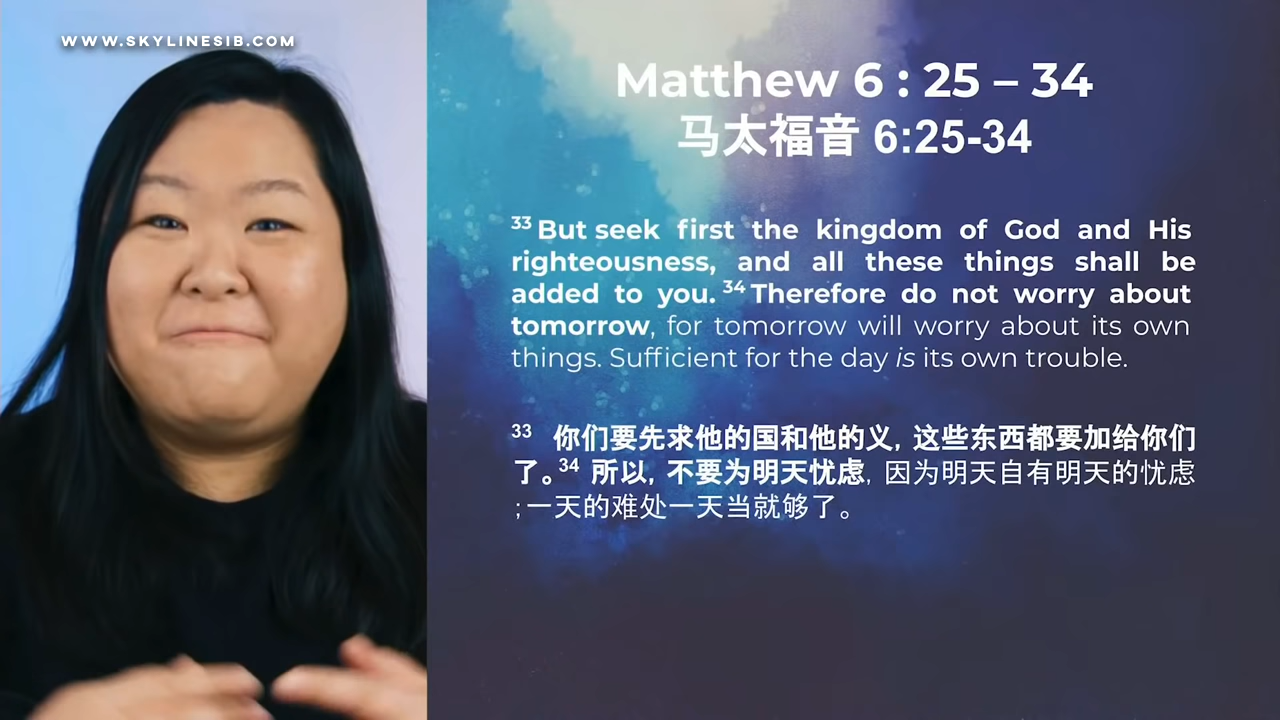 WWW.SKYLINESIB.COM
Matthew 6 : 25 – 34
马太福音 6:25-34
33 But seek first the kingdom of God and His
righteousness, and all these things shall be
added to you. 34 Therefore do not worry about
tomorrow, for tomorrow will worry about its own
things. Sufficient for the day is its own trouble.
33 你们要先求他的国和他的义, 这些东西都要加给你们
了。34 所以, 不要为明天忧虑, 因为明天自有明天的忧虑
;一天的难处一天当就够了。